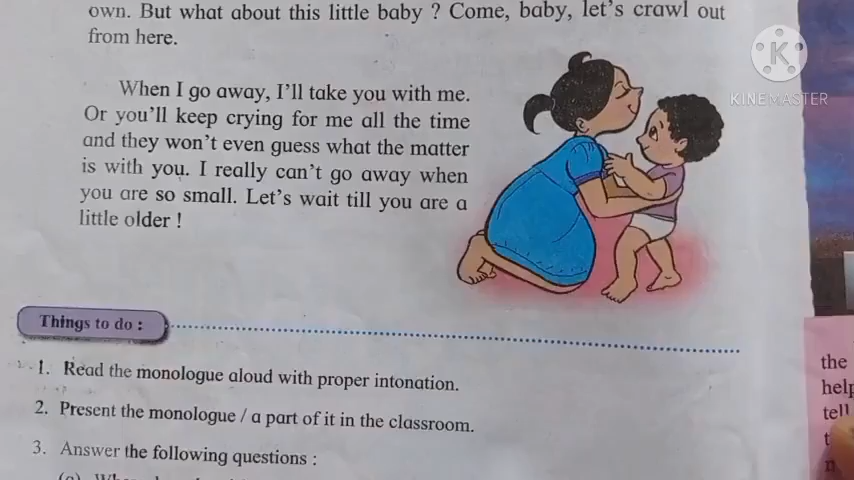 own. But what about this little baby ? Come, baby, let's crawl out
from here.
When I go away, I'll take you with me.
Or you'll keep crying for me all the time
and they won't even guess what the matter
is with you. I really can't go away when
you are so small. Let's wait till you are a
little older !
Things to do :
1. Read the monologue aloud with proper intonation.
2. Present the monologue / a part of it in the classroom.
3. Answer the following questions :
(a)
the
help
tell
K
KINEMASTER